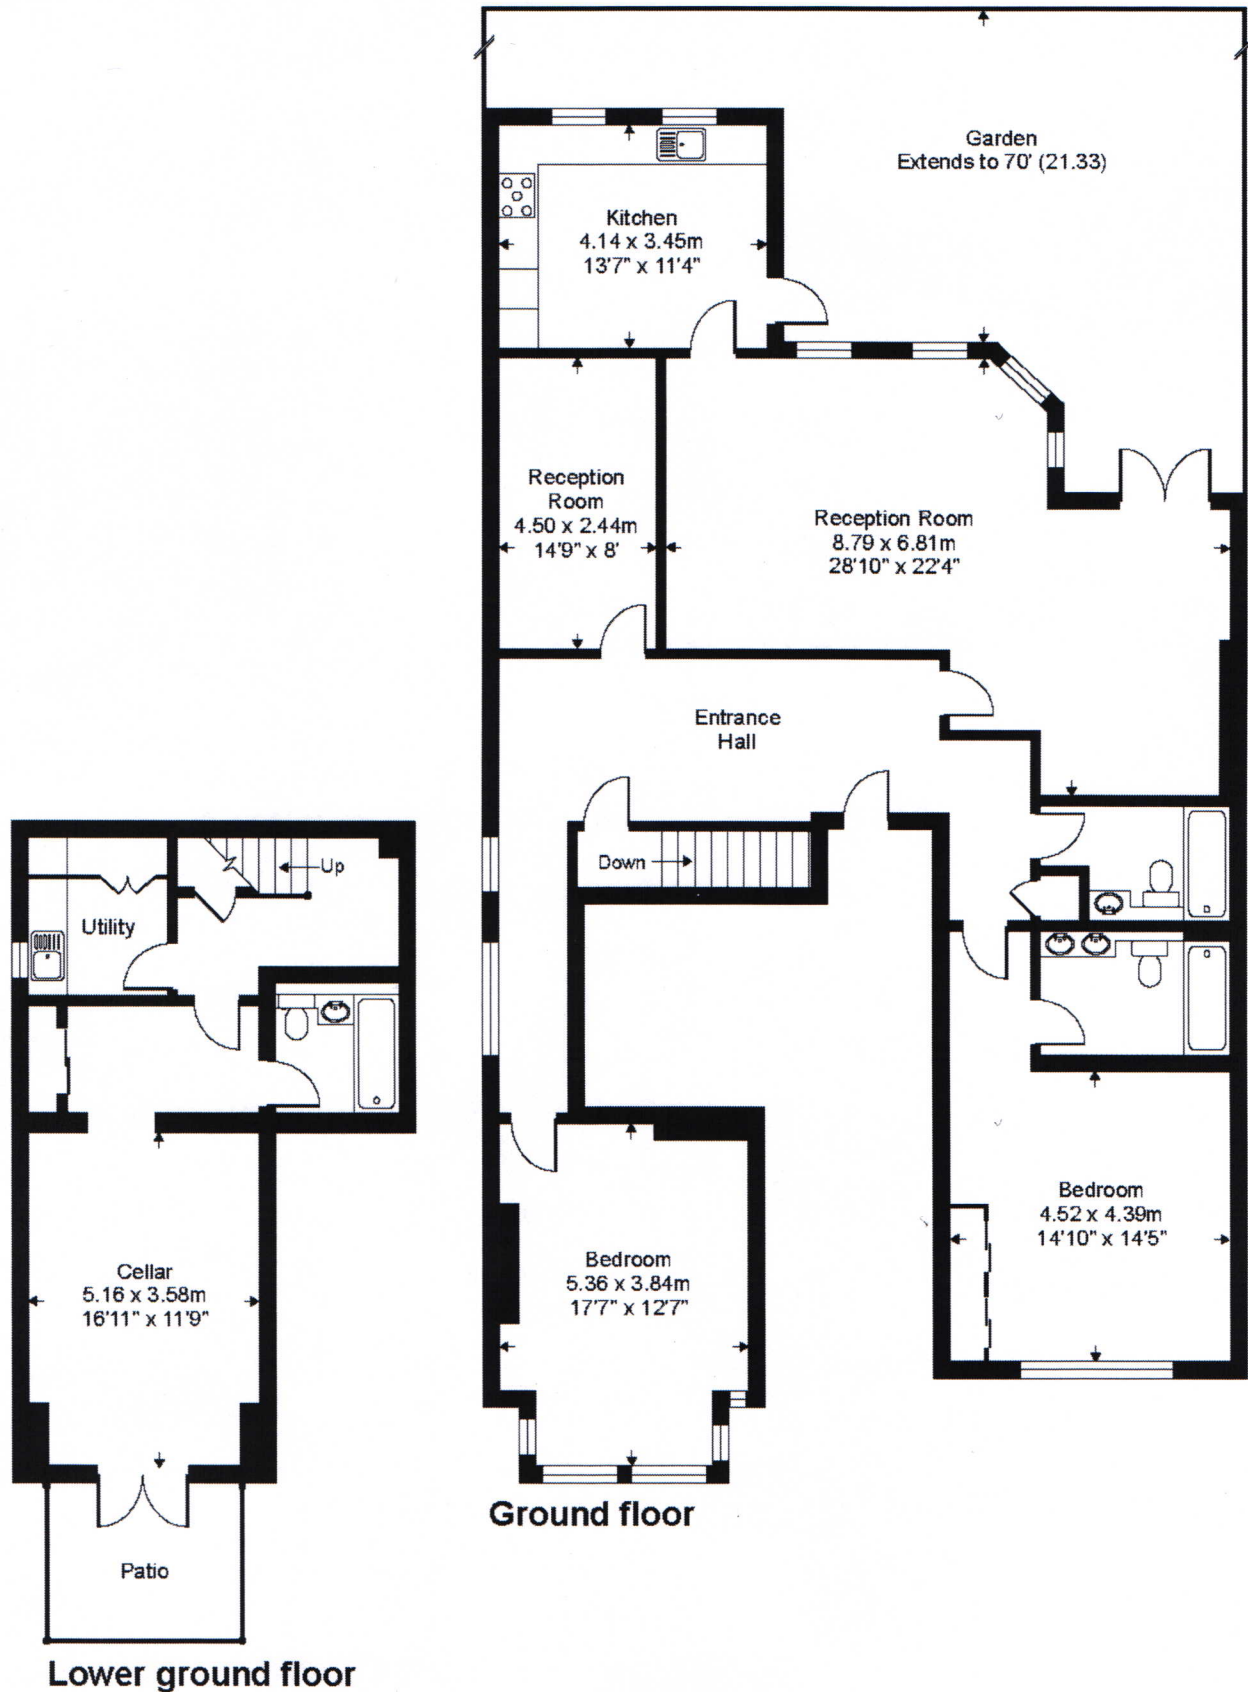 Garden
Extends to 70' (21.33)
Kitchen
4.14 x 3.45m
13'7" x 11'4"
Reception
Room
4.50 x 2.44m
14'9" x 8'
Reception Room
8.79 x 6.81m
28'10" x 22'4"
Entrance
Hall
Down
Bedroom
4.52 x 4.39m
14'10" x 14'5"
Bedroom
5.36 x 3.84m
17'7" x 12'7"
Ground floor
Up
Utility
Cellar
5.16 x 3.58m
16'11" x 11'9"
Patio
Lower ground floor